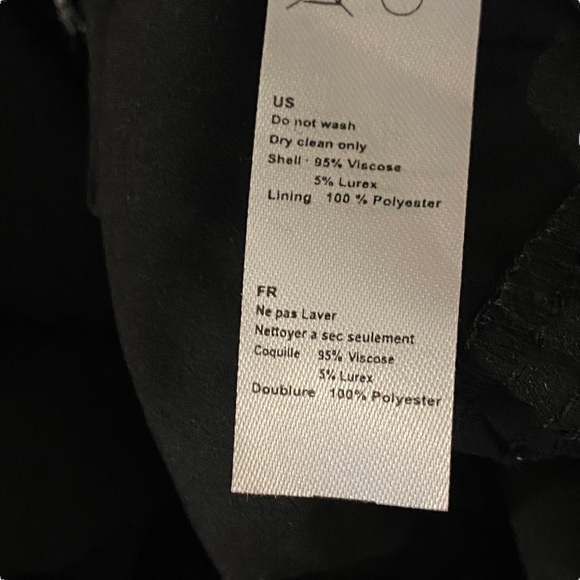 US
Do not wash
Dry clean only
Shell · 95% Viscose
5% Lurex
Lining 100 % Polyester
FR
Ne pas Laver
Nettoyer a sec seulement
Coquille 95% Viscose
5% Lurex
Doublure 100% Polyester